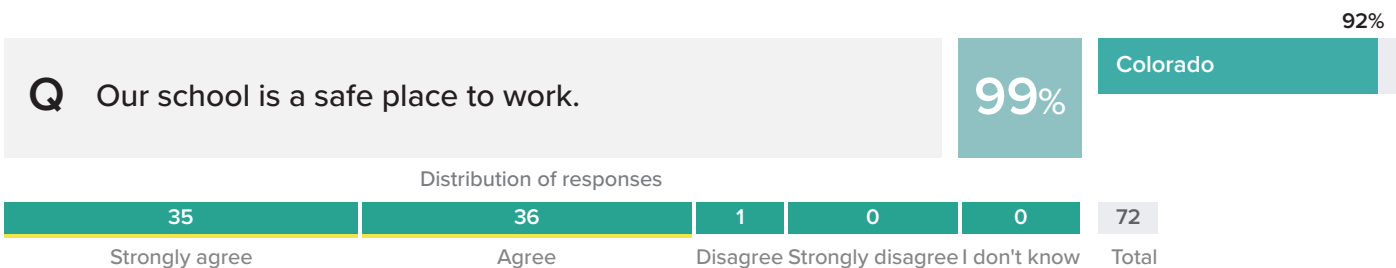 92%
Q Our school is a safe place to work.
99%
Colorado
Distribution of responses
35 36 1 0 0 72
Strongly agree Agree Disagree Strongly disagree I don't know Total